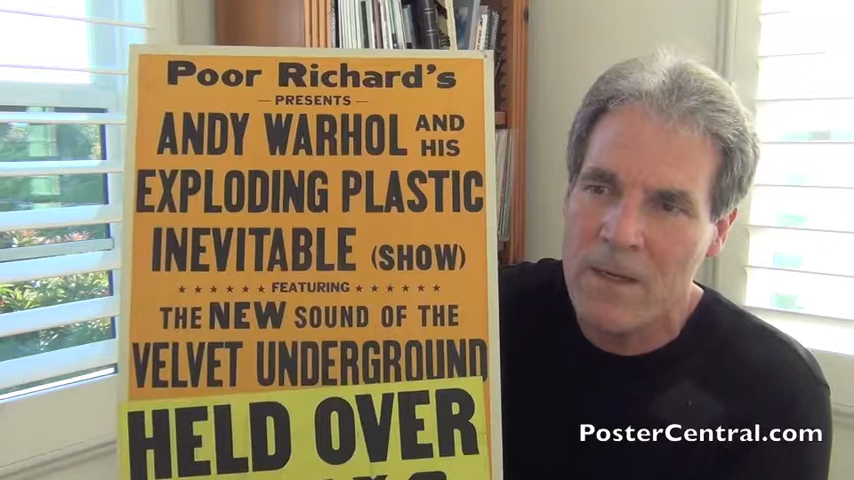 Poor Richard's
— PRESENTS —
ANDY WARHOL AND HIS
EXPLODING PLASTIC
INEVITABLE (SHOW)
★ ★ ★ ★ ★ FEATURING ★ ★ ★ ★ ★
THE NEW SOUND OF THE
VELVET UNDERGROUND
HELD OVER
PosterCentral.com